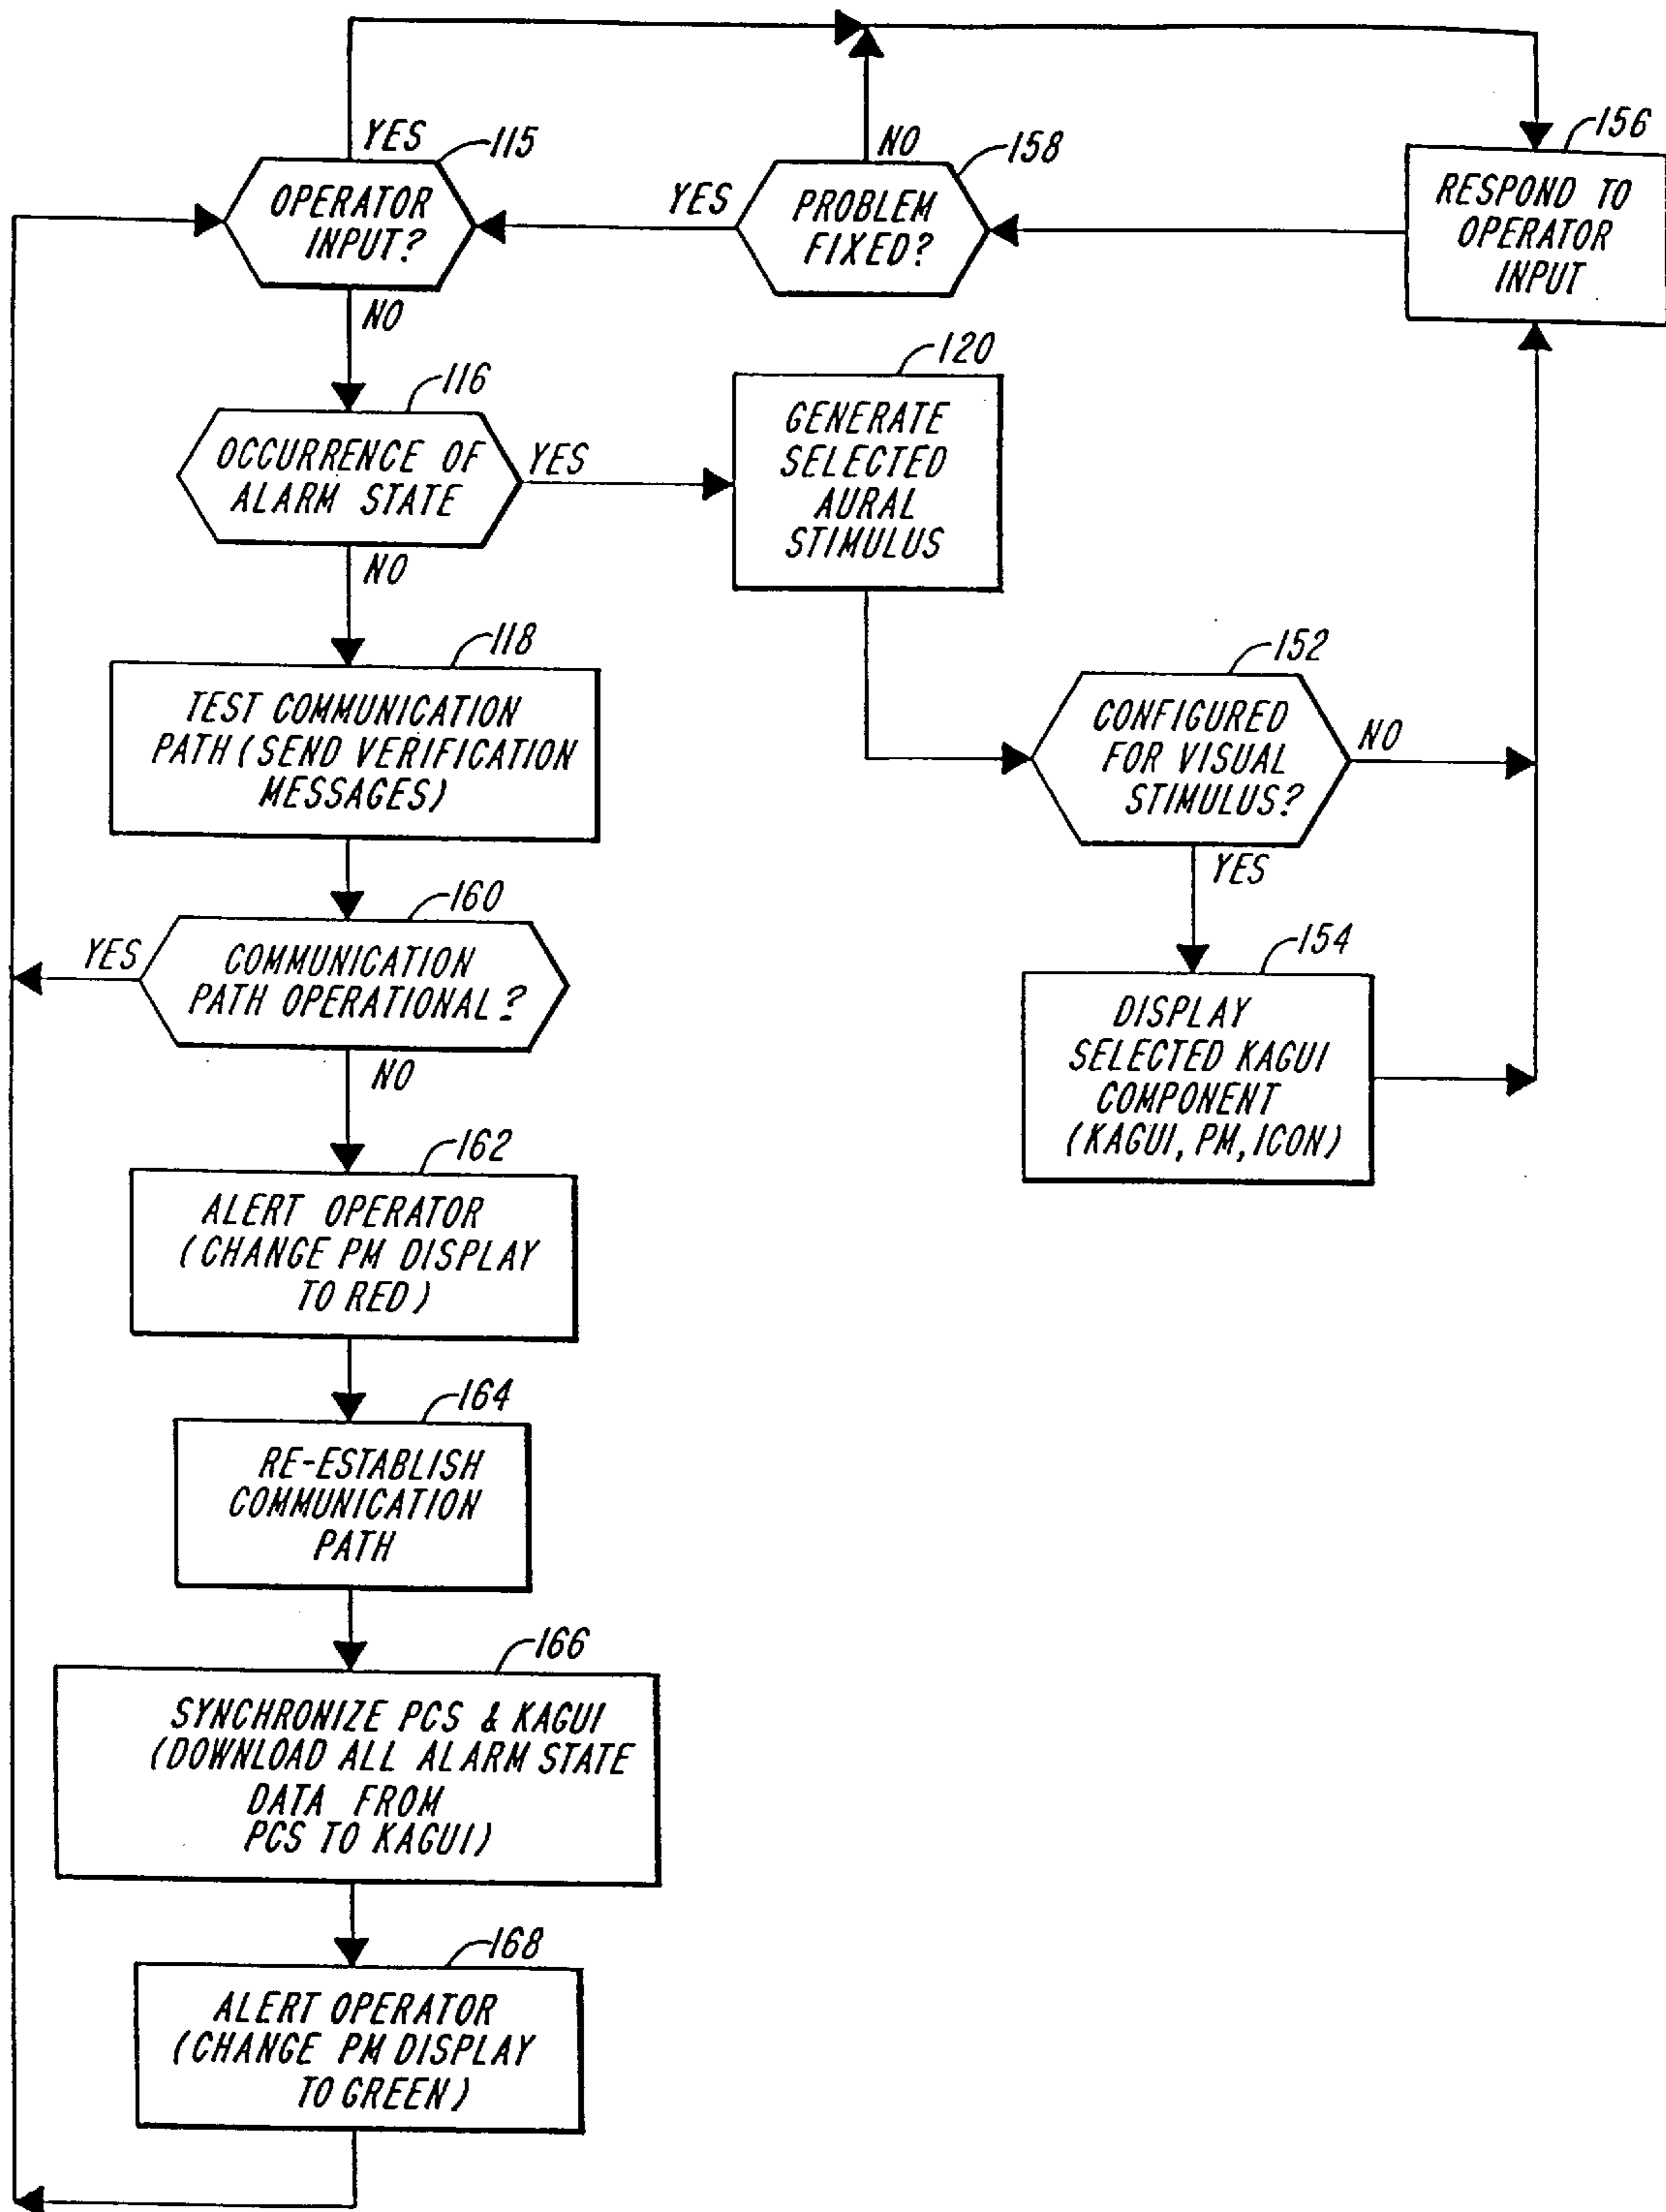 YES
115
OPERATOR
INPUT?
NO
YES
PROBLEM
FIXED?
158
NO
156
RESPOND TO
OPERATOR
INPUT
116
OCCURRENCE OF
ALARM STATE
YES
NO
120
GENERATE
SELECTED
AURAL
STIMULUS
118
TEST COMMUNICATION
PATH (SEND VERIFICATION
MESSAGES)
152
CONFIGURED
FOR VISUAL
STIMULUS?
NO
YES
160
YES
COMMUNICATION
PATH OPERATIONAL?
NO
154
DISPLAY
SELECTED KAGUI
COMPONENT
(KAGUI, PM, ICON)
162
ALERT OPERATOR
(CHANGE PM DISPLAY
TO RED)
164
RE-ESTABLISH
COMMUNICATION
PATH
166
SYNCHRONIZE PCS & KAGUI
(DOWNLOAD ALL ALARM STATE
DATA FROM
PCS TO KAGUI)
168
ALERT OPERATOR
(CHANGE PM DISPLAY
TO GREEN)